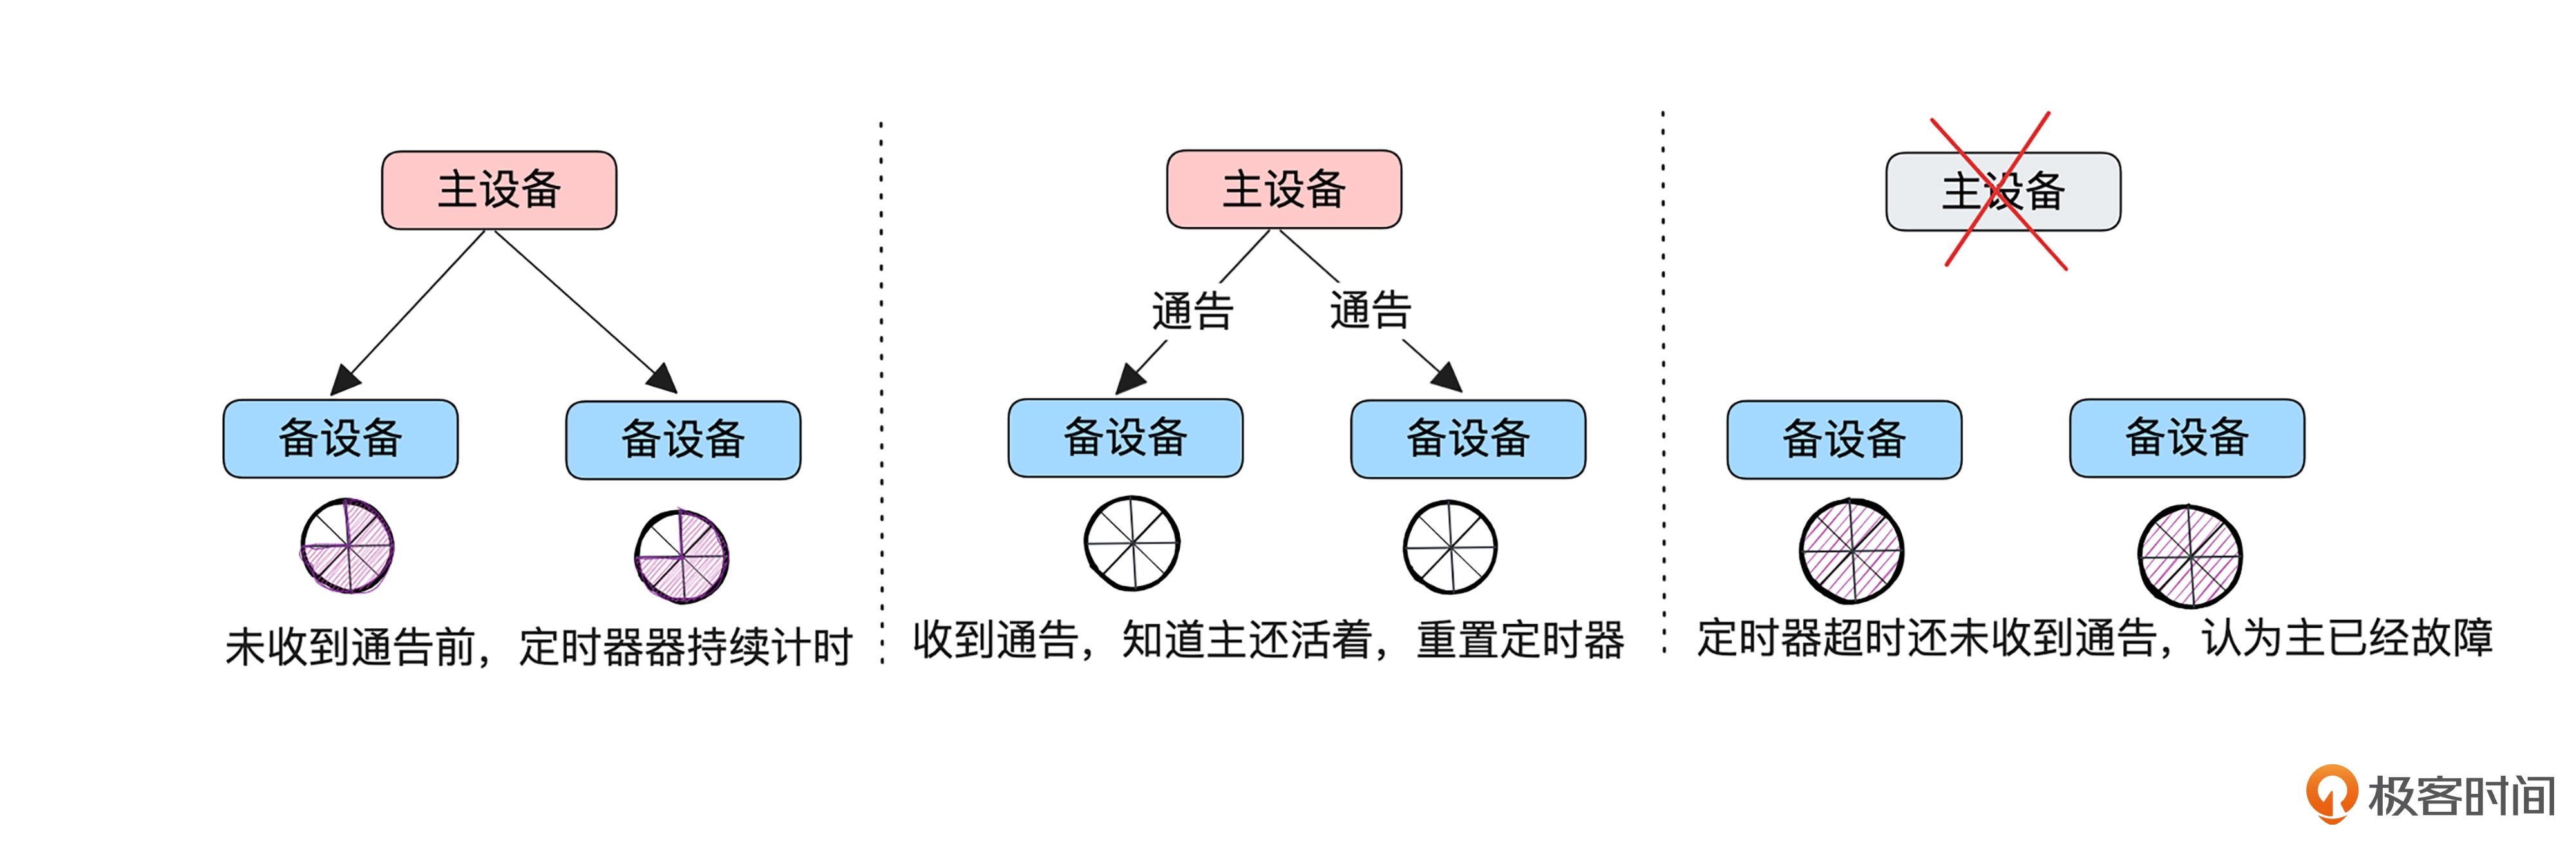 主设备
备设备
备设备
未收到通告前，定时器器持续计时
主设备
通告
通告
备设备
备设备
收到通告，知道主还活着，重置定时器
主设备
备设备
备设备
定时器超时还未收到通告，认为主已经故障
极客时间